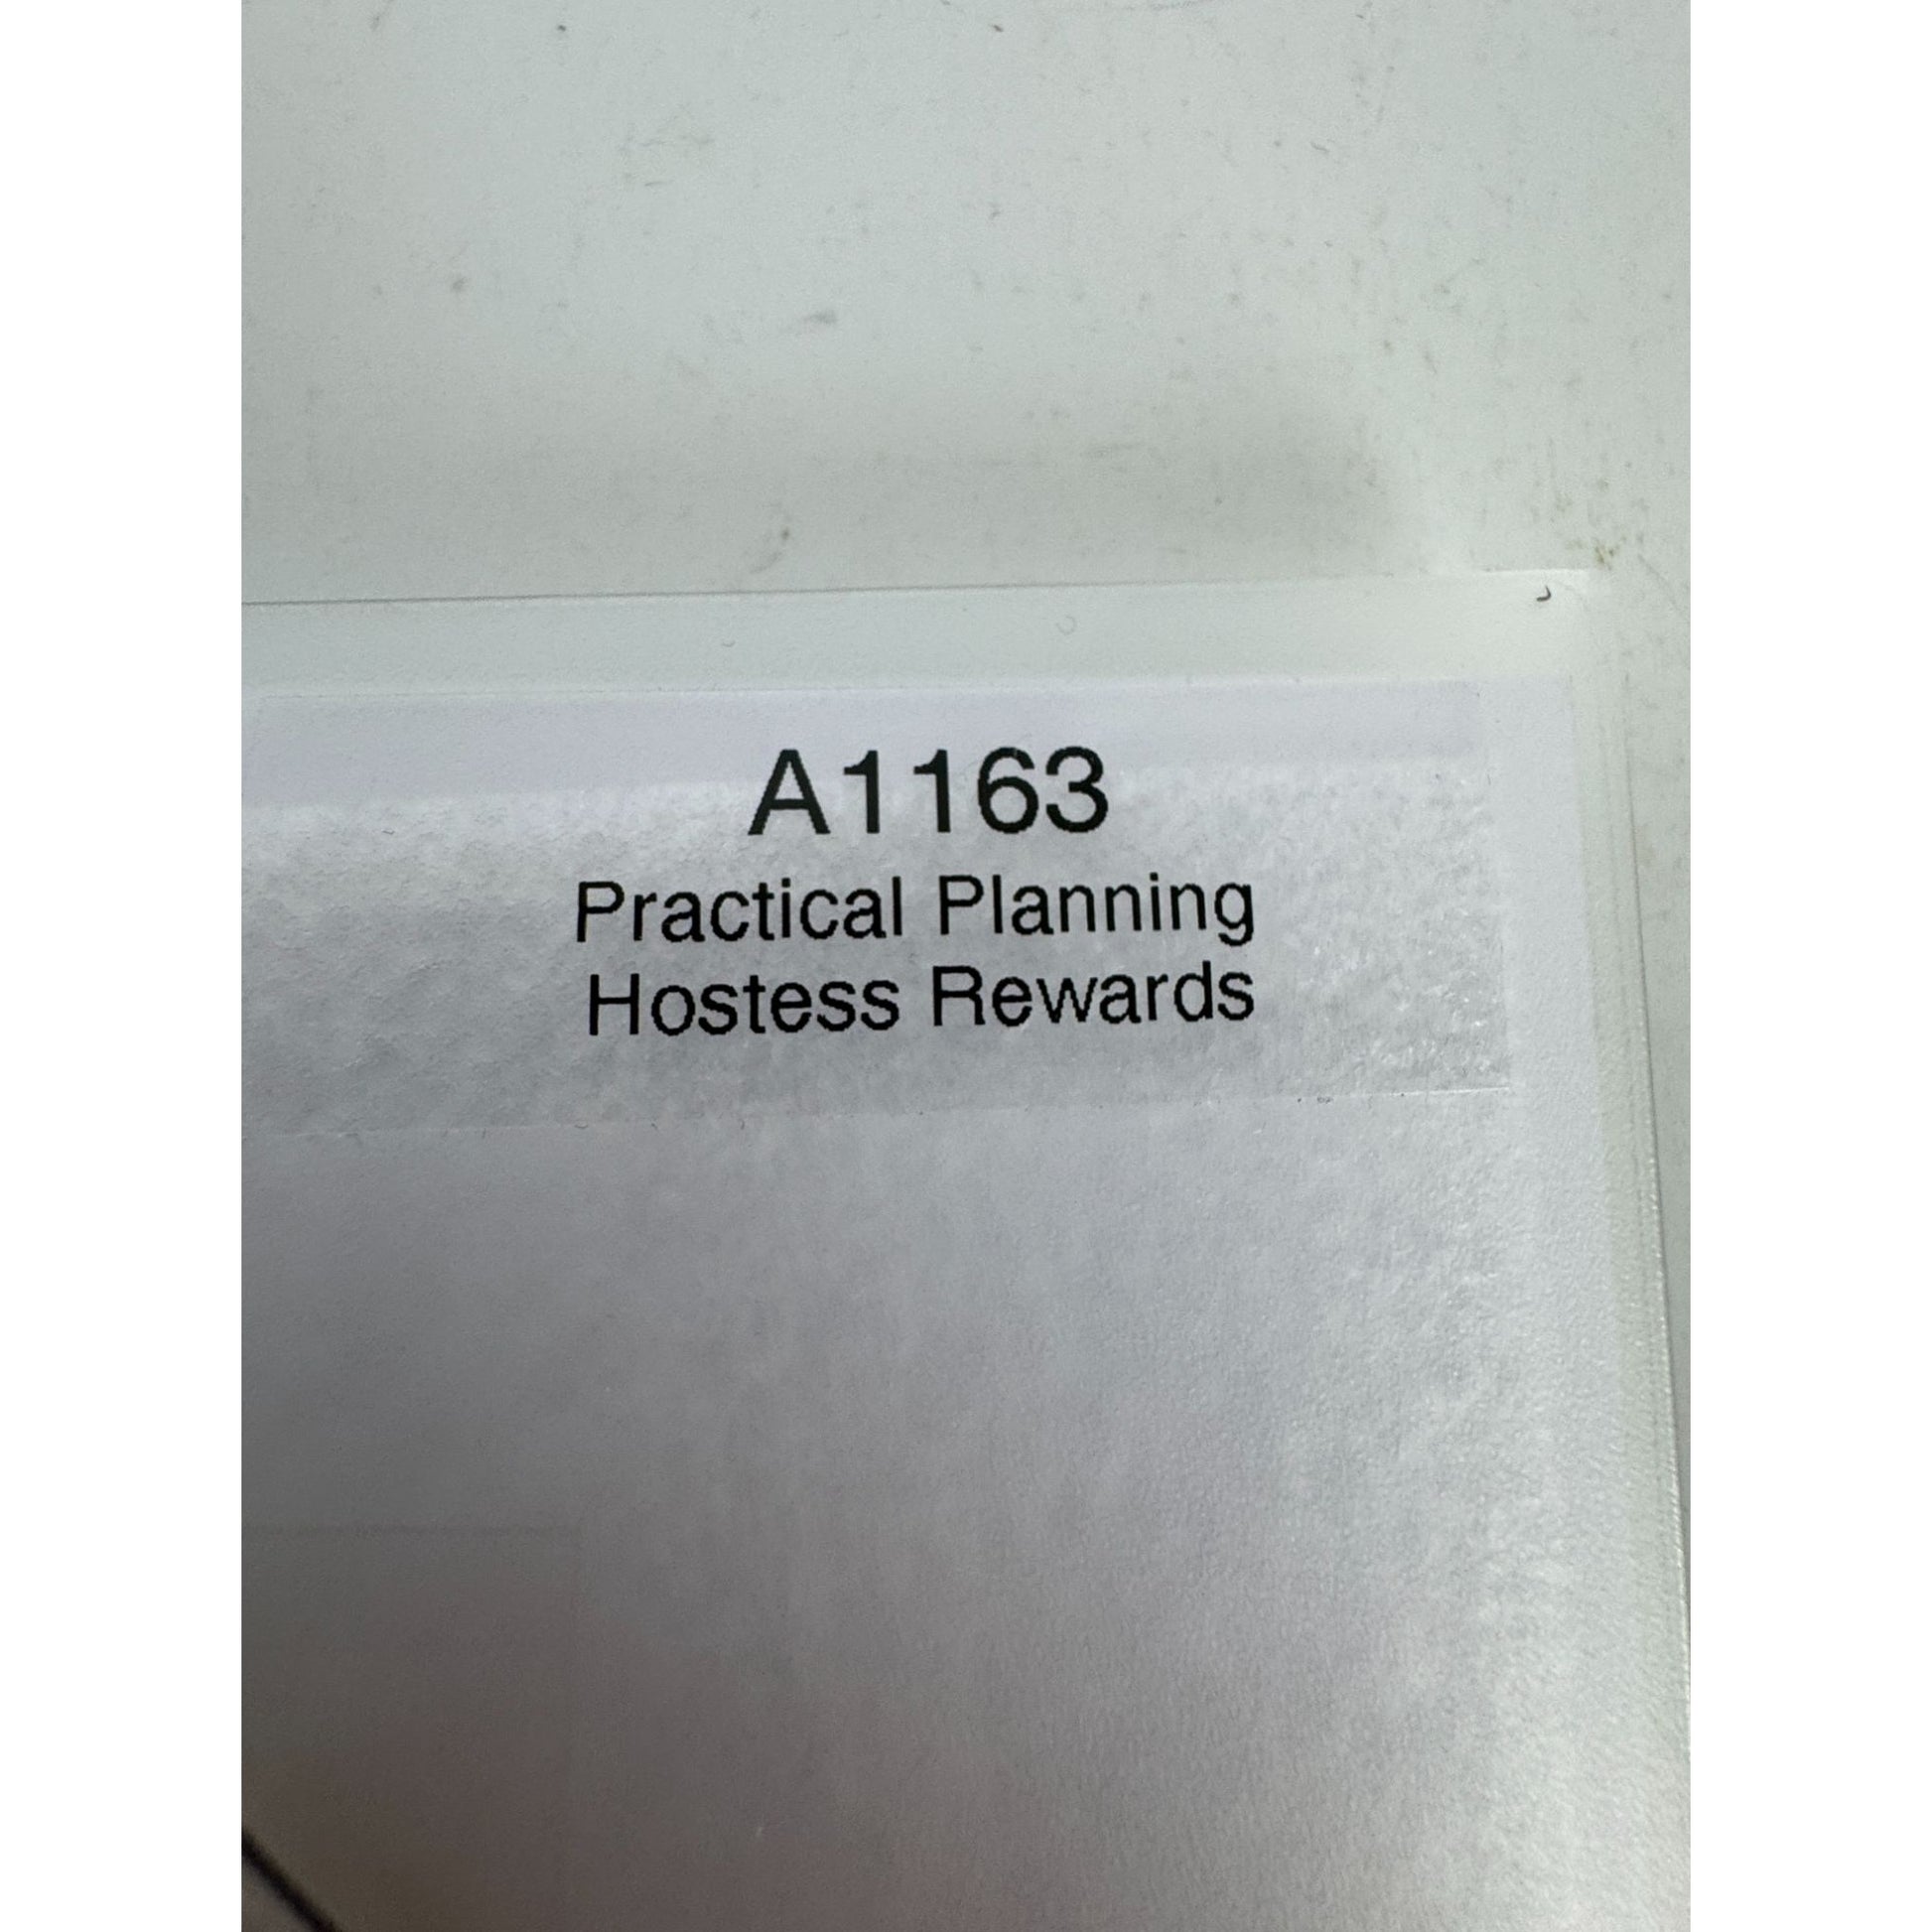 A1163
Practical Planning
Hostess Rewards